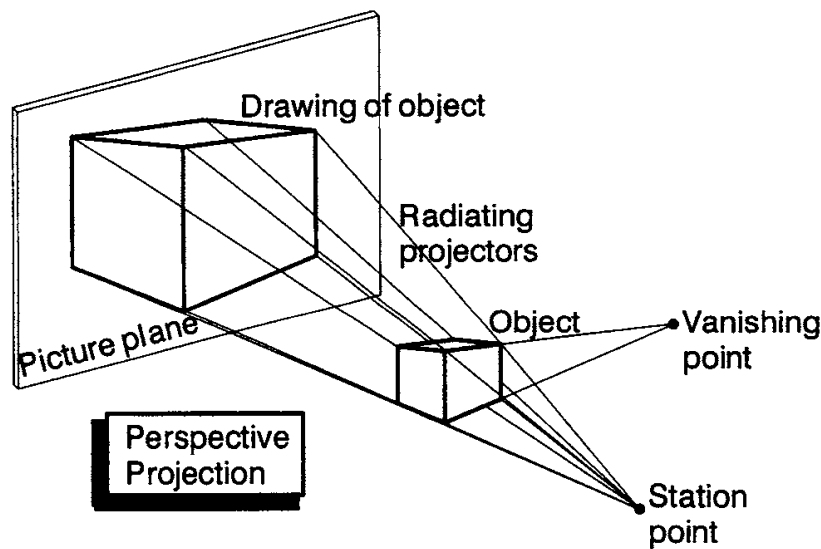 Drawing of object
Radiating
projectors
Object
Vanishing
point
Picture plane
Perspective
Projection
Station
point